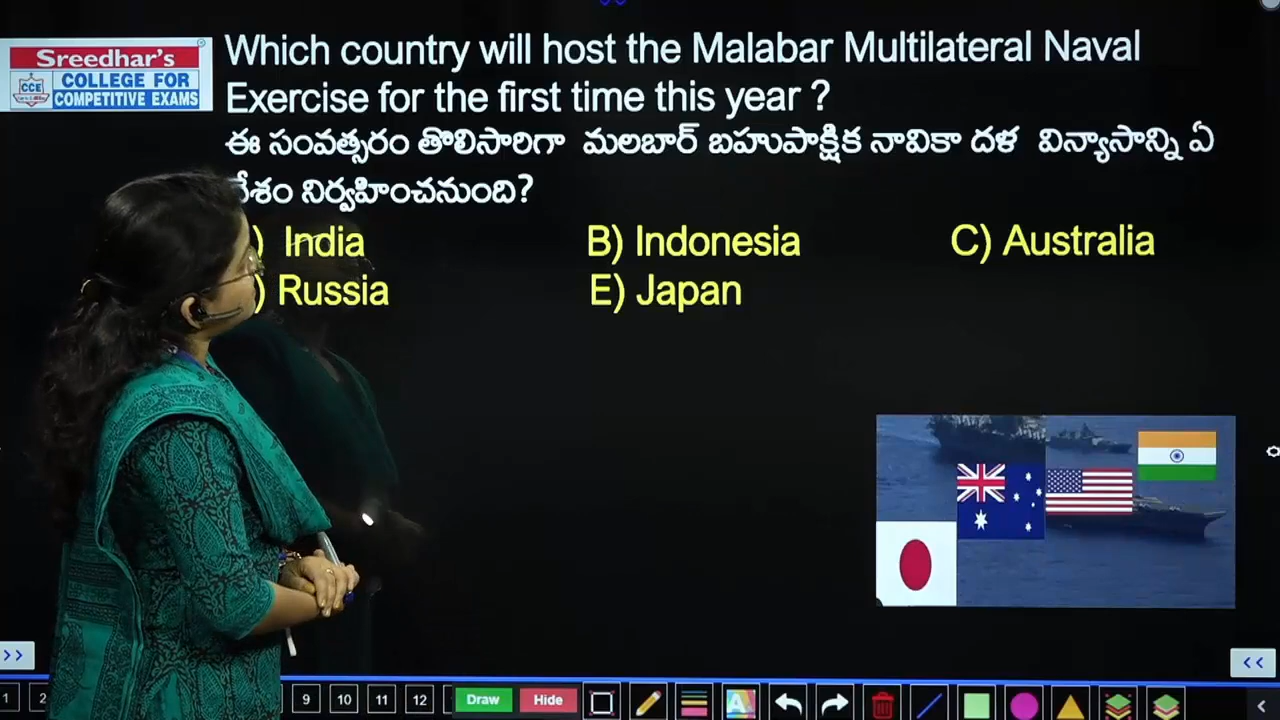 Sreedhar's
CCE
COLLEGE FOR
COMPETITIVE EXAMS
Which country will host the Malabar Multilateral Naval
Exercise for the first time this year ?
ఈ సంవత్సరం తొలిసారిగా మలబార్ బహుపాక్షిక నావికా దళ విన్యాసాన్ని ఏ
నిర్వహించనుంది?
) India B) Indonesia C) Australia
) Russia E) Japan
>> <<
1 2 9 10 11 12 Draw Hide A <